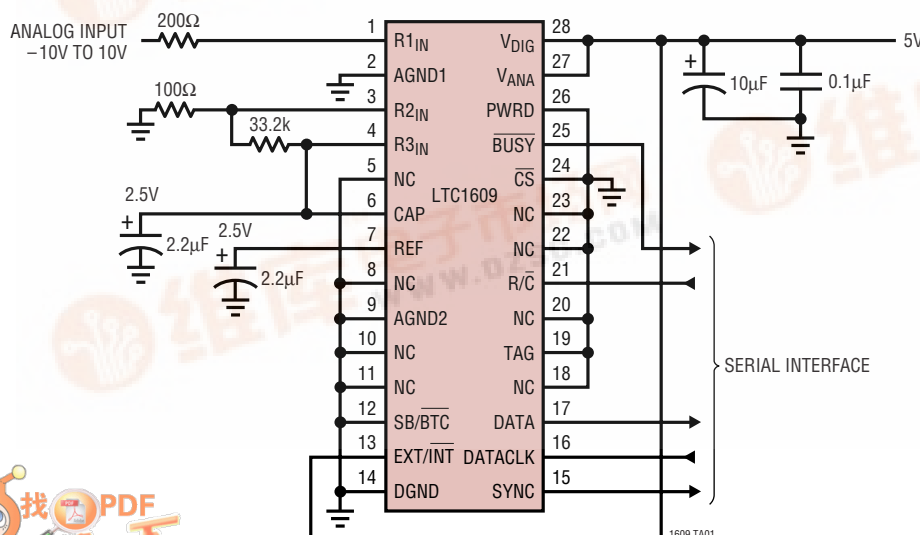 ANALOG INPUT
–10V TO 10V
200Ω
100Ω
33.2k
2.5V
2.2µF
2.5V
2.2µF
1 R1IN
2 AGND1
3 R2IN
4 R3IN
5 NC
6 CAP
7 REF
8 NC
9 AGND2
10 NC
11 NC
12 SB/BTC
13 EXT/INT
14 DGND
LTC1609
28 VDIG
27 VANA
26 PWRD
25 BUSY
24 CS
23 NC
22 NC
21 R/C
20 NC
19 TAG
18 NC
17 DATA
16 DATACLK
15 SYNC
5V
10µF
0.1µF
SERIAL INTERFACE
1609 TA01
找 PDF